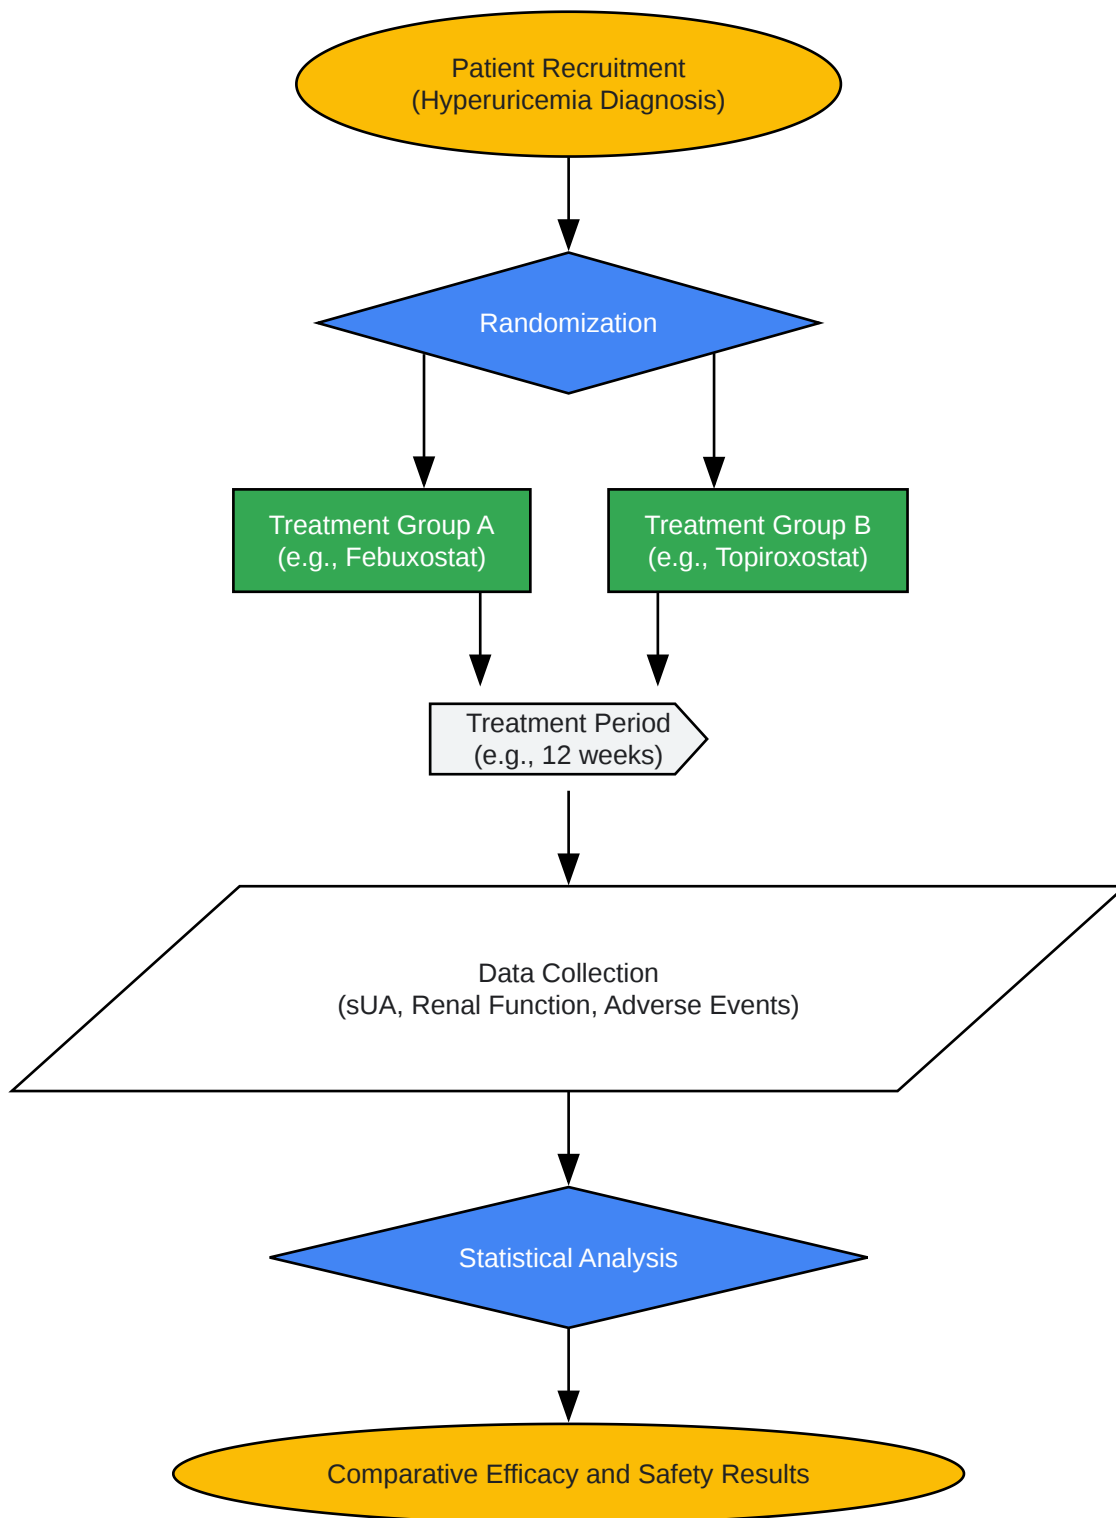 Patient Recruitment
(Hyperuricemia Diagnosis)
Randomization
Treatment Group A
(e.g., Febuxostat)
Treatment Group B
(e.g., Topiroxostat)
Treatment Period
(e.g., 12 weeks)
Data Collection
(sUA, Renal Function, Adverse Events)
Statistical Analysis
Comparative Efficacy and Safety Results